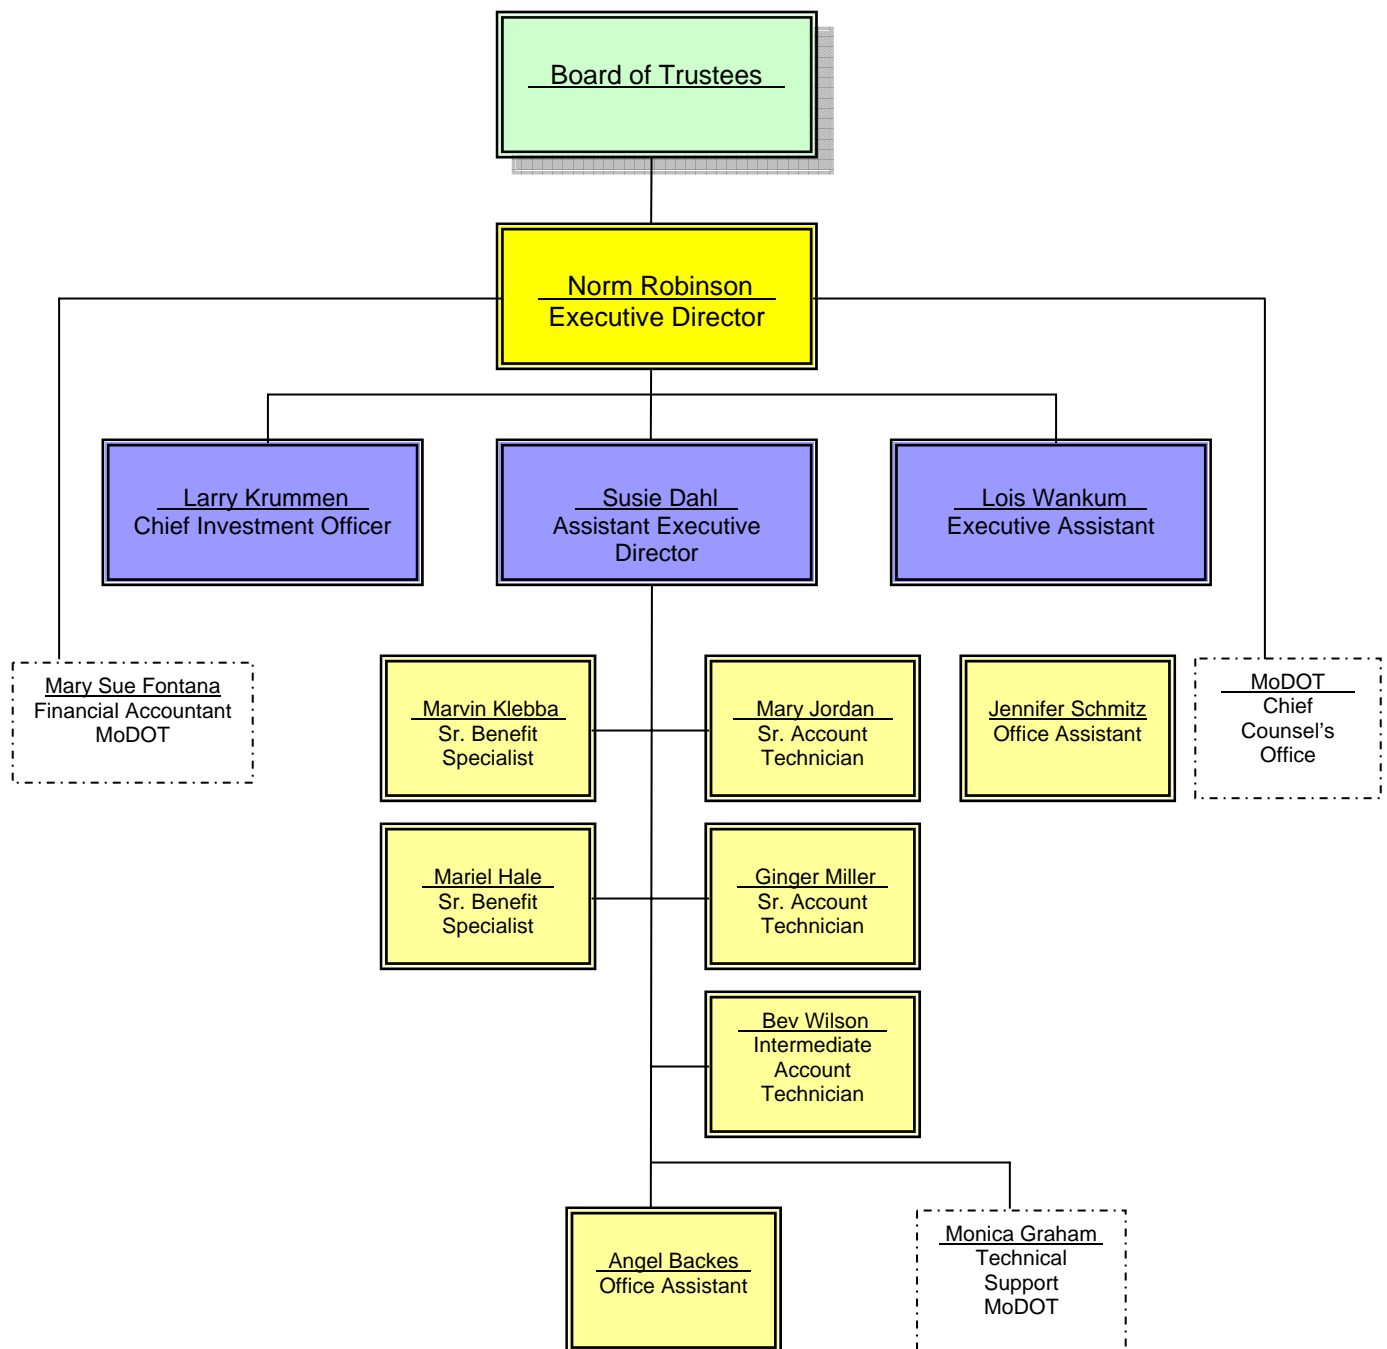 Board of Trustees
Norm Robinson
Executive Director
Larry Krummen
Chief Investment Officer
Susie Dahl
Assistant Executive
Director
Lois Wankum
Executive Assistant
Mary Sue Fontana
Financial Accountant
MoDOT
Marvin Klebba
Sr. Benefit
Specialist
Mary Jordan
Sr. Account
Technician
Jennifer Schmitz
Office Assistant
MoDOT
Chief
Counsel's
Office
Mariel Hale
Sr. Benefit
Specialist
Ginger Miller
Sr. Account
Technician
Bev Wilson
Intermediate
Account
Technician
Angel Backes
Office Assistant
Monica Graham
Technical
Support
MoDOT